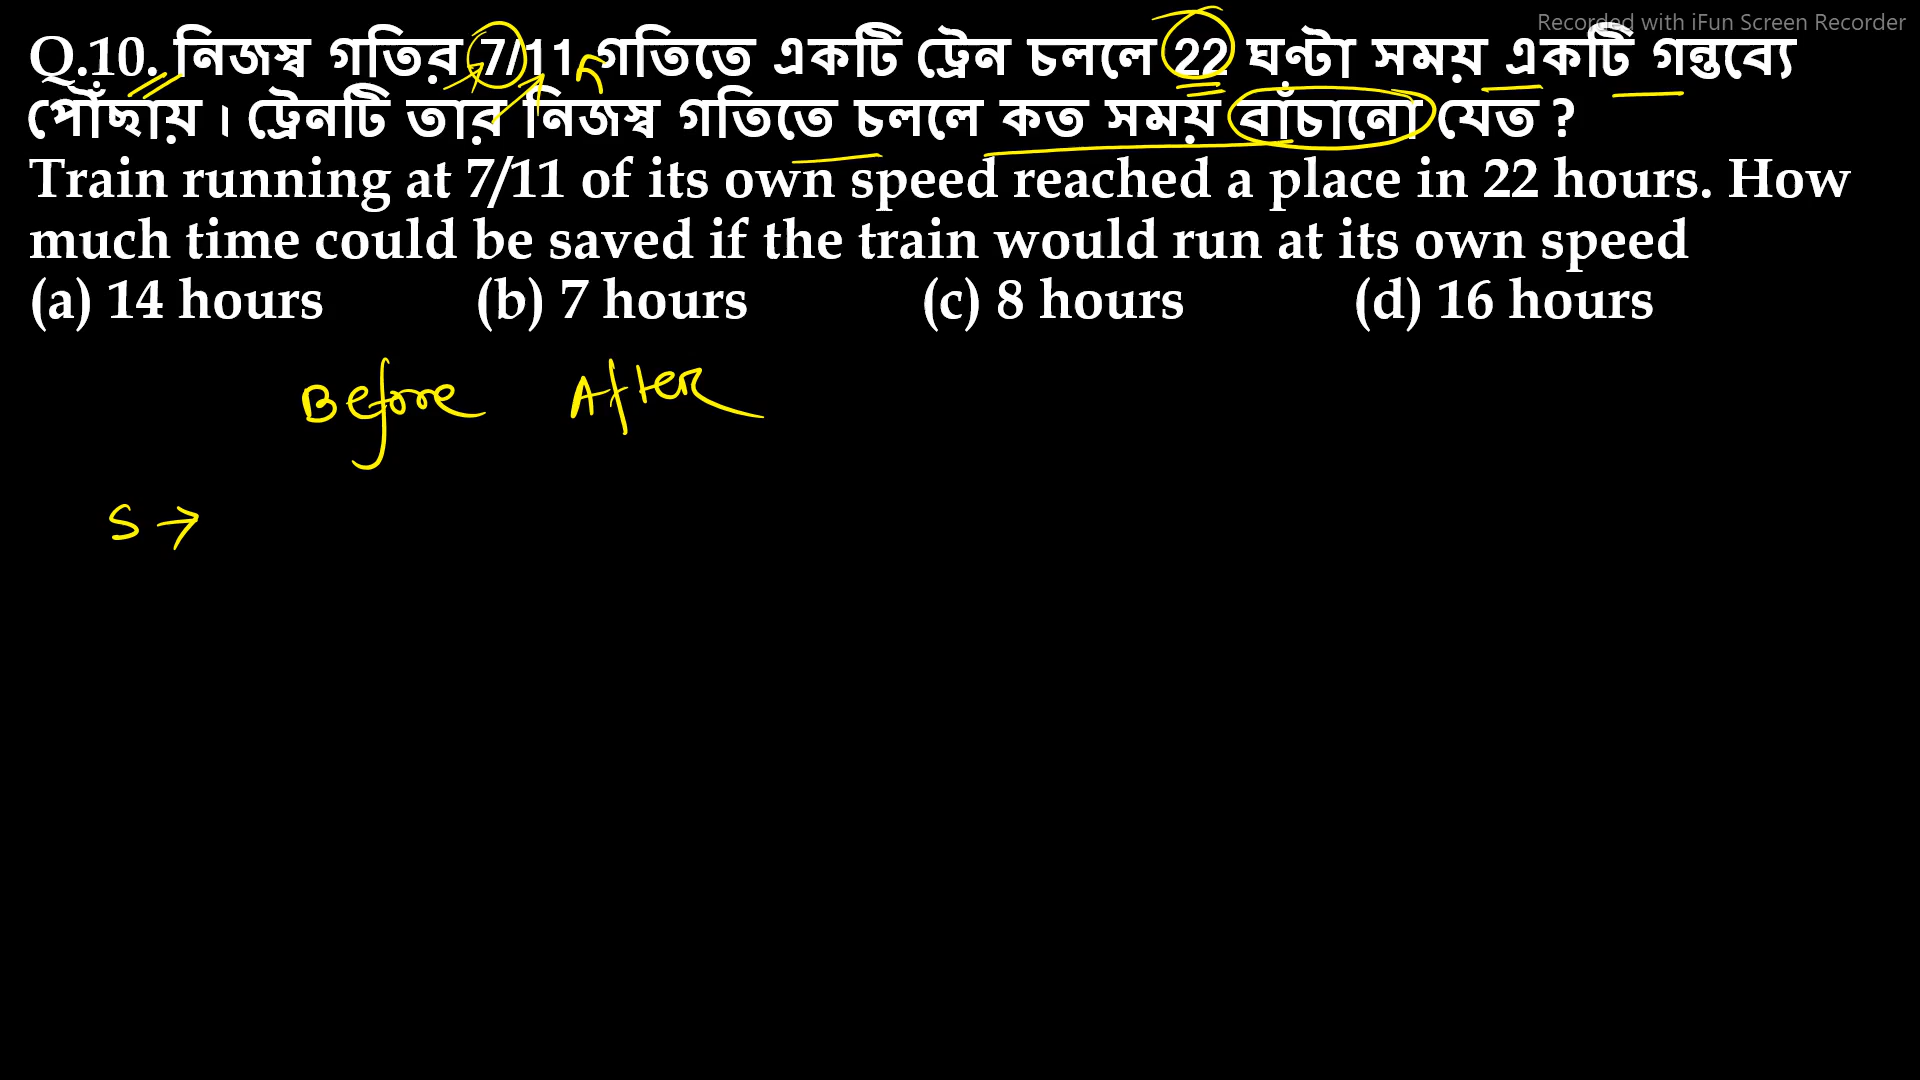 Recorded with iFun Screen Recorder
Q.10. নিজস্ব গতির 7/11 গতিতে একটি ট্রেন চললে 22 ঘণ্টা সময় একটি গন্তব্যে
পৌঁছায়। ট্রেনটি তার নিজস্ব গতিতে চললে কত সময় বাঁচানো যেত ?
Train running at 7/11 of its own speed reached a place in 22 hours. How
much time could be saved if the train would run at its own speed
(a) 14 hours (b) 7 hours (c) 8 hours (d) 16 hours
Before After
S →